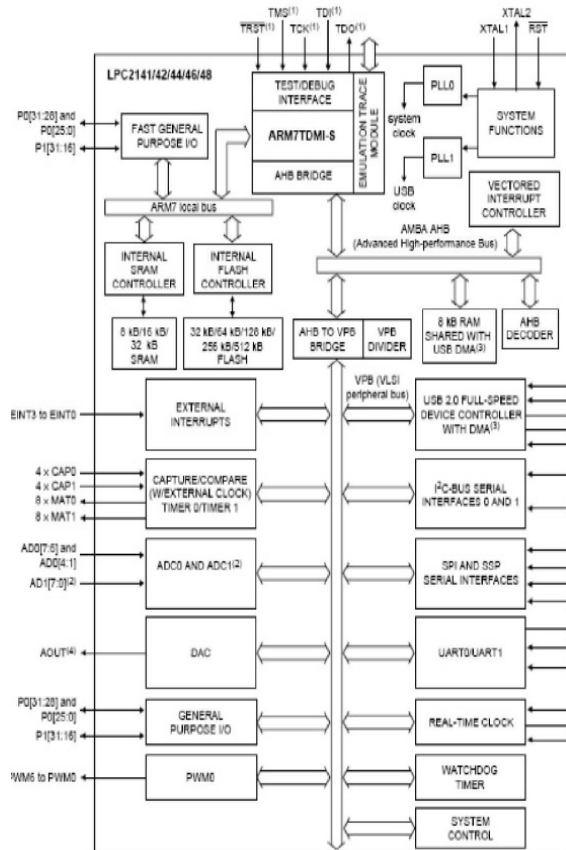 TMS(1) TDI(1)
TRST(1) TCK(1) TDO(1)
XTAL2
XTAL1 RST
LPC2141/42/44/46/48
TEST/DEBUG
INTERFACE
ARM7TDMI-S
AHB BRIDGE
EMULATION TRACE
MODULE
PLL0
system
clock
PLL1
USB
clock
SYSTEM
FUNCTIONS
VECTORED
INTERRUPT
CONTROLLER
P0[31:28] and
P0[25:0]
P1[31:16]
FAST GENERAL
PURPOSE I/O
ARM7 local bus
AMBA AHB
(Advanced High-performance Bus)
INTERNAL
SRAM
CONTROLLER
INTERNAL
FLASH
CONTROLLER
8 kB/16 kB/
32 kB
SRAM
32 kB/64 kB/128 kB/
256 kB/512 kB
FLASH
AHB TO VPB
BRIDGE
VPB
DIVIDER
8 kB RAM
SHARED WITH
USB DMA(3)
AHB
DECODER
VPB (VLSI
peripheral bus)
EINT3 to EINT0
EXTERNAL
INTERRUPTS
USB 2.0 FULL-SPEED
DEVICE CONTROLLER
WITH DMA(3)
4 x CAP0
4 x CAP1
8 x MAT0
8 x MAT1
CAPTURE/COMPARE
(W/EXTERNAL CLOCK)
TIMER 0/TIMER 1
I2C-BUS SERIAL
INTERFACES 0 AND 1
AD0[7:6] and
AD0[4:1]
AD1[7:0](2)
ADC0 AND ADC1(2)
SPI AND SSP
SERIAL INTERFACES
AOUT(4)
DAC
UART0/UART1
P0[31:28] and
P0[25:0]
P1[31:16]
GENERAL
PURPOSE I/O
REAL-TIME CLOCK
PWM6 to PWM0
PWM0
WATCHDOG
TIMER
SYSTEM
CONTROL